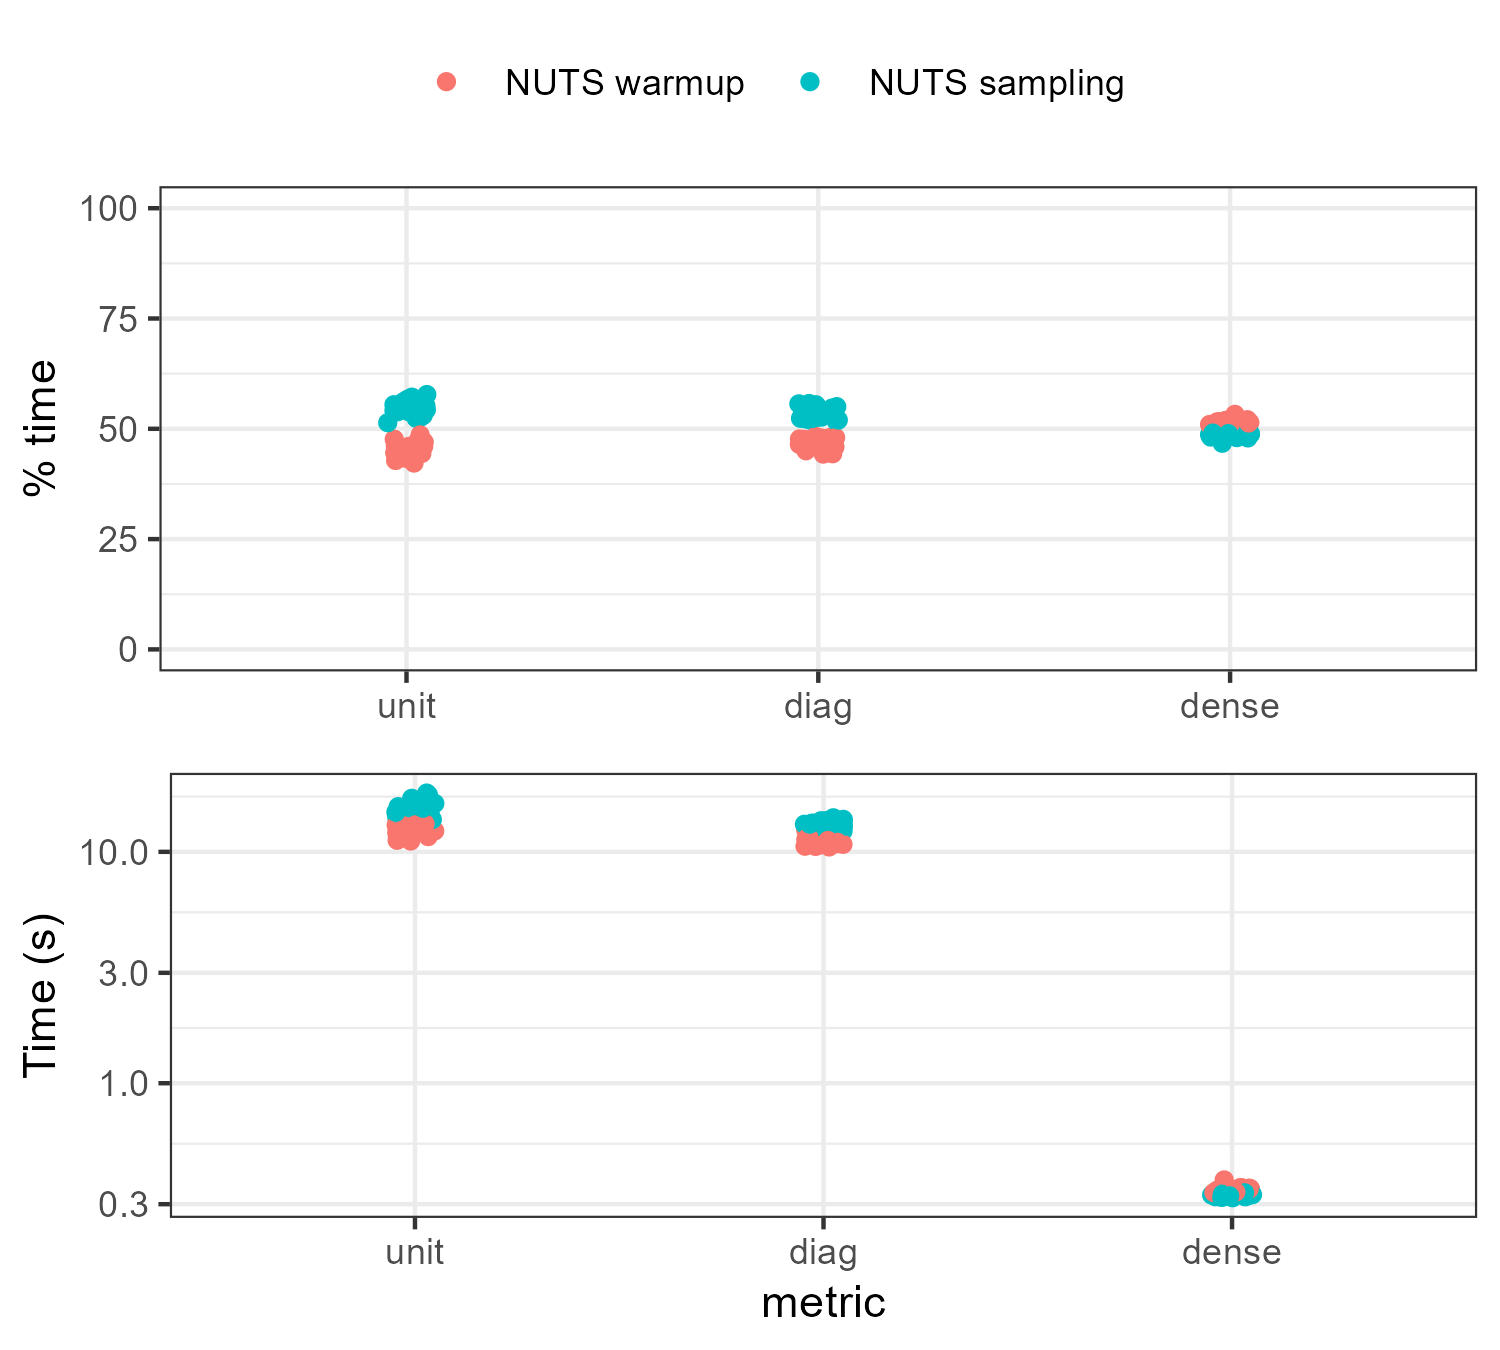 NUTS warmup NUTS sampling
% time
100
75
50
25
0
unit diag dense
Time (s)
10.0
3.0
1.0
0.3
unit diag dense
metric